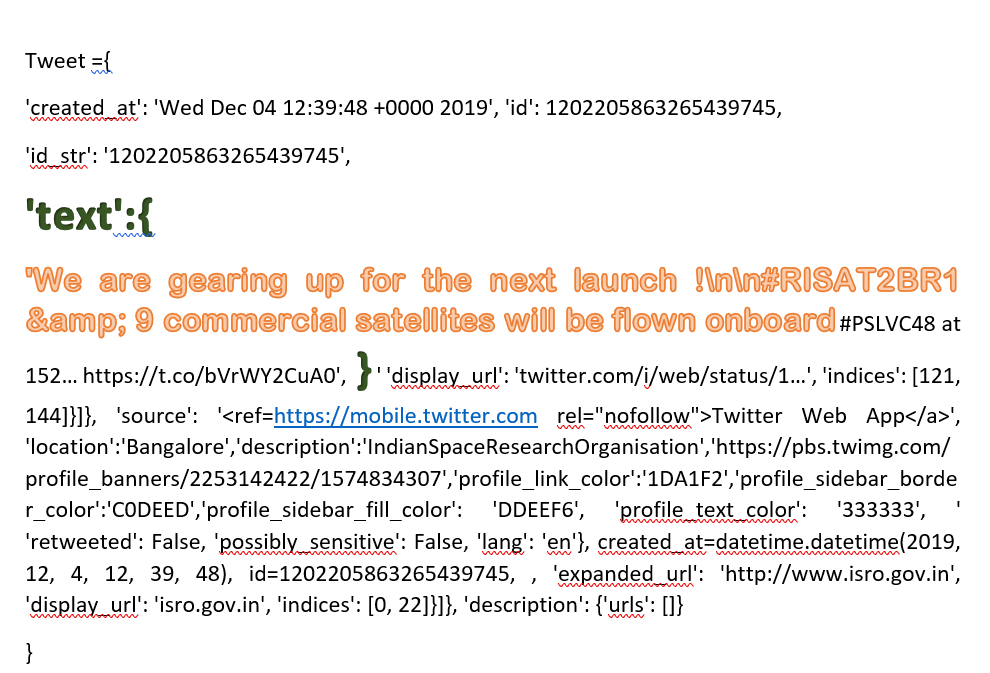 Tweet ={
'created_at': 'Wed Dec 04 12:39:48 +0000 2019', 'id': 1202205863265439745,
'id_str': '1202205863265439745',
'text':{
'We are gearing up for the next launch !\n\n#RISAT2BR1
&amp; 9 commercial satellites will be flown onboard #PSLVC48 at
152… https://t.co/bVrWY2CuA0', }' 'display_url': 'twitter.com/i/web/status/1…', 'indices': [121,
144]}]}, 'source': '<ref=https://mobile.twitter.com rel="nofollow">Twitter Web App</a>',
'location':'Bangalore','description':'IndianSpaceResearchOrganisation','https://pbs.twimg.com/
profile_banners/2253142422/1574834307','profile_link_color':'1DA1F2','profile_sidebar_borde
r_color':'C0DEED','profile_sidebar_fill_color': 'DDEEF6', 'profile_text_color': '333333', '
'retweeted': False, 'possibly_sensitive': False, 'lang': 'en'}, created_at=datetime.datetime(2019,
12, 4, 12, 39, 48), id=1202205863265439745, , 'expanded_url': 'http://www.isro.gov.in',
'display_url': 'isro.gov.in', 'indices': [0, 22]}]}, 'description': {'urls': []}
}